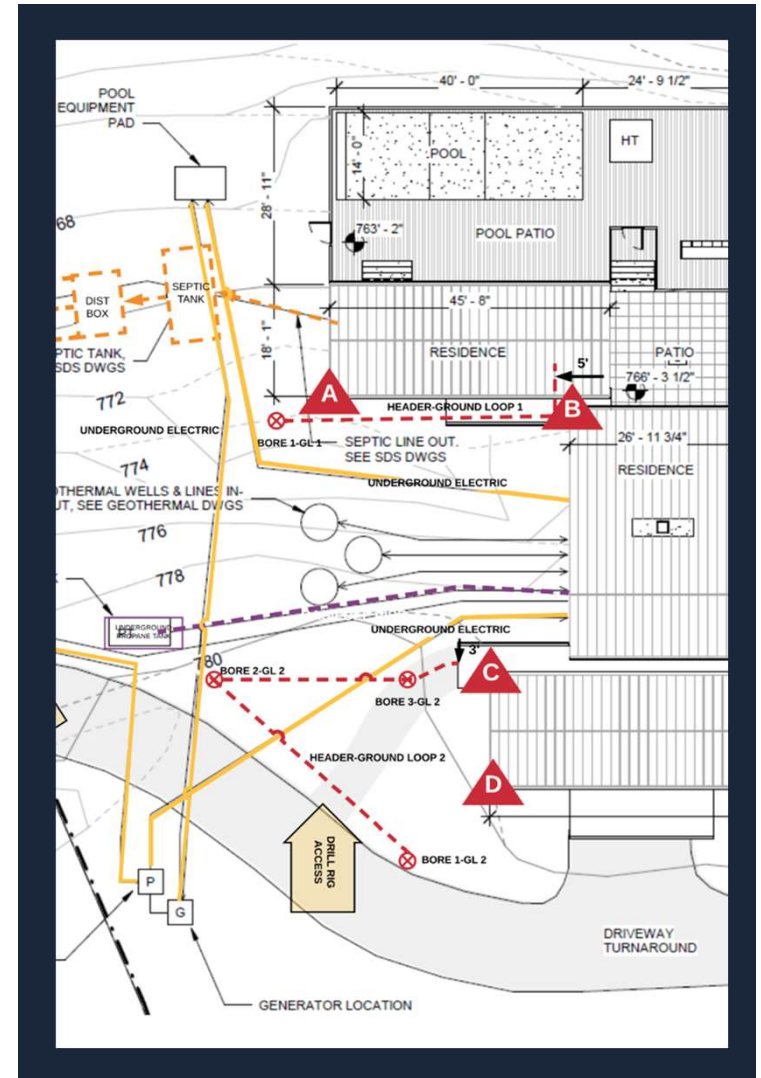 40' - 0"
24' - 9 1/2"
POOL
EQUIPMENT
PAD
POOL
HT
14' - 0"
28' - 11"
68
763' - 2"
POOL PATIO
SEPTIC
TANK
DIST
BOX
45' - 8"
18' - 1"
PTIC TANK,
SDS DWGS
RESIDENCE
PATIO
5'
766' - 3 1/2"
772
A
HEADER-GROUND LOOP 1
B
UNDERGROUND ELECTRIC
BORE 1-GL 1
SEPTIC LINE OUT.
SEE SDS DWGS
26' - 11 3/4"
RESIDENCE
774
UNDERGROUND ELECTRIC
OTHERMAL WELLS & LINES IN-
UT, SEE GEOTHERMAL DWGS
776
778
UNDERGROUND
PROPANE TANK
UNDERGROUND ELECTRIC
780
3'
BORE 2-GL 2
C
BORE 3-GL 2
HEADER-GROUND LOOP 2
D
DRILL RIG
ACCESS
BORE 1-GL 2
P
G
DRIVEWAY
TURNAROUND
GENERATOR LOCATION